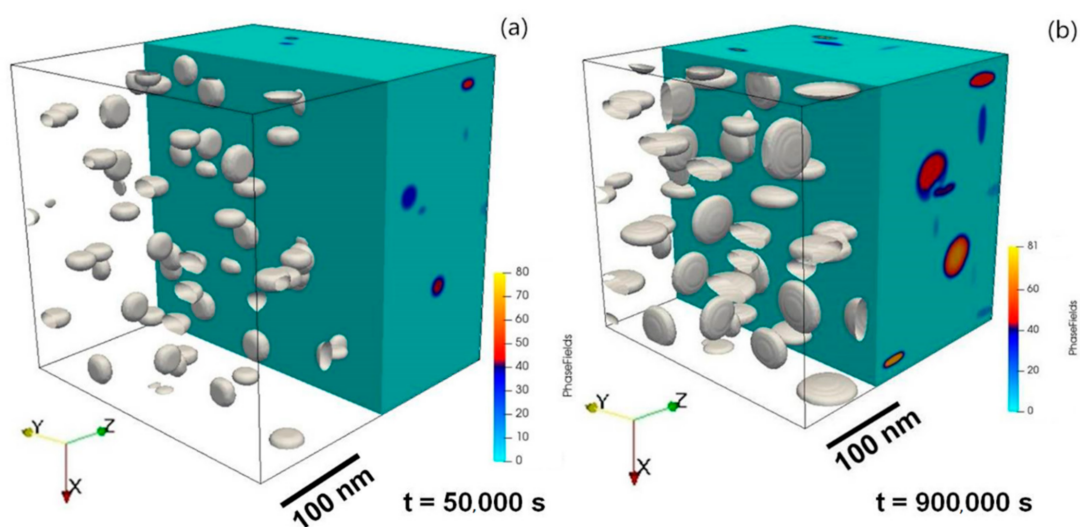 (a)
(b)
80
70
60
50
40
30
20
10
0
PhaseFields
81
60
40
20
0
PhaseFields
Y
Z
X
100 nm
t = 50,000 s
Y
Z
X
100 nm
t = 900,000 s